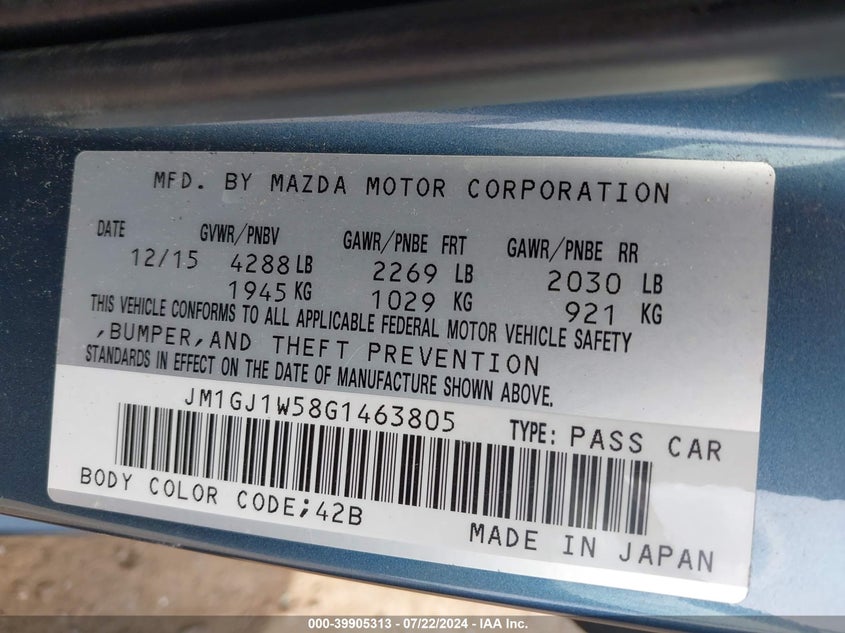 MFD. BY MAZDA MOTOR CORPORATION
DATE GVWR/PNBV GAWR/PNBE FRT GAWR/PNBE RR
12/15 4288 LB 2269 LB 2030 LB
1945 KG 1029 KG 921 KG
THIS VEHICLE CONFORMS TO ALL APPLICABLE FEDERAL MOTOR VEHICLE SAFETY
,BUMPER,AND THEFT PREVENTION
STANDARDS IN EFFECT ON THE DATE OF MANUFACTURE SHOWN ABOVE.
JM1GJ1W58G1463805 TYPE: PASS CAR
BODY COLOR CODE;42B
MADE IN JAPAN
000-39905313 - 07/22/2024 - IAA Inc.